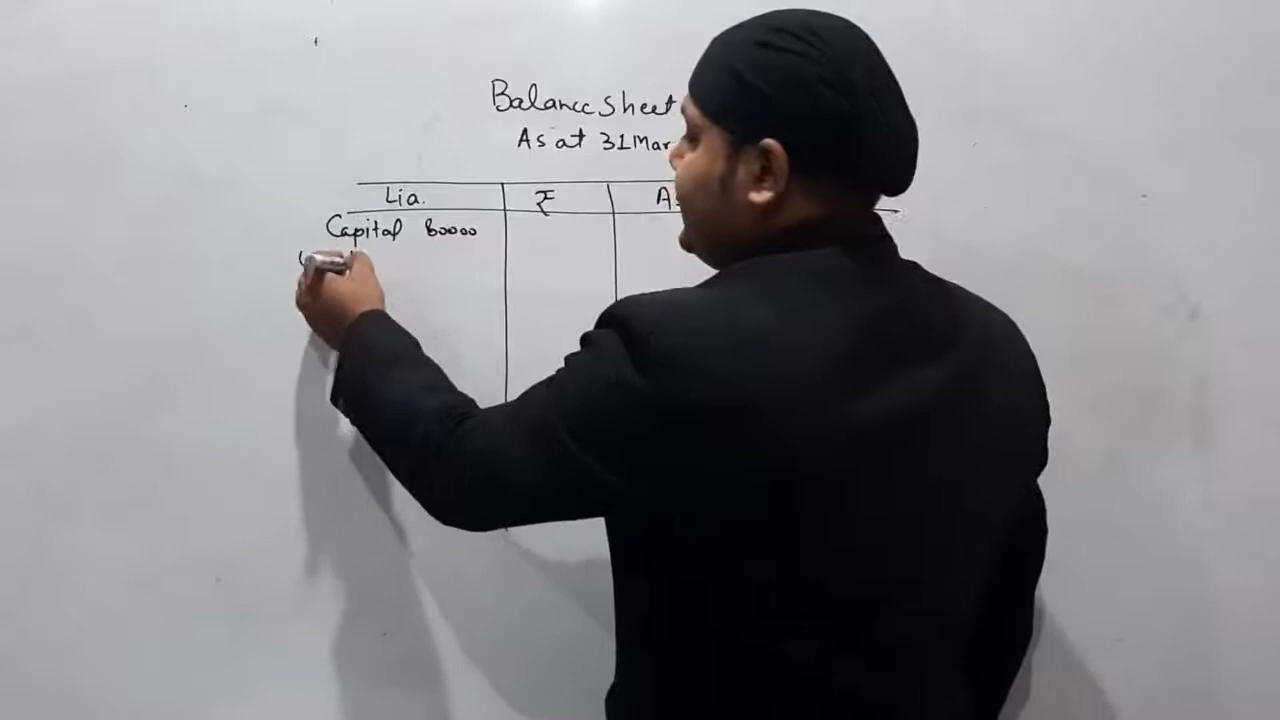 Balance Sheet
As at 31 Mar
Lia. ₹
Capital 80000